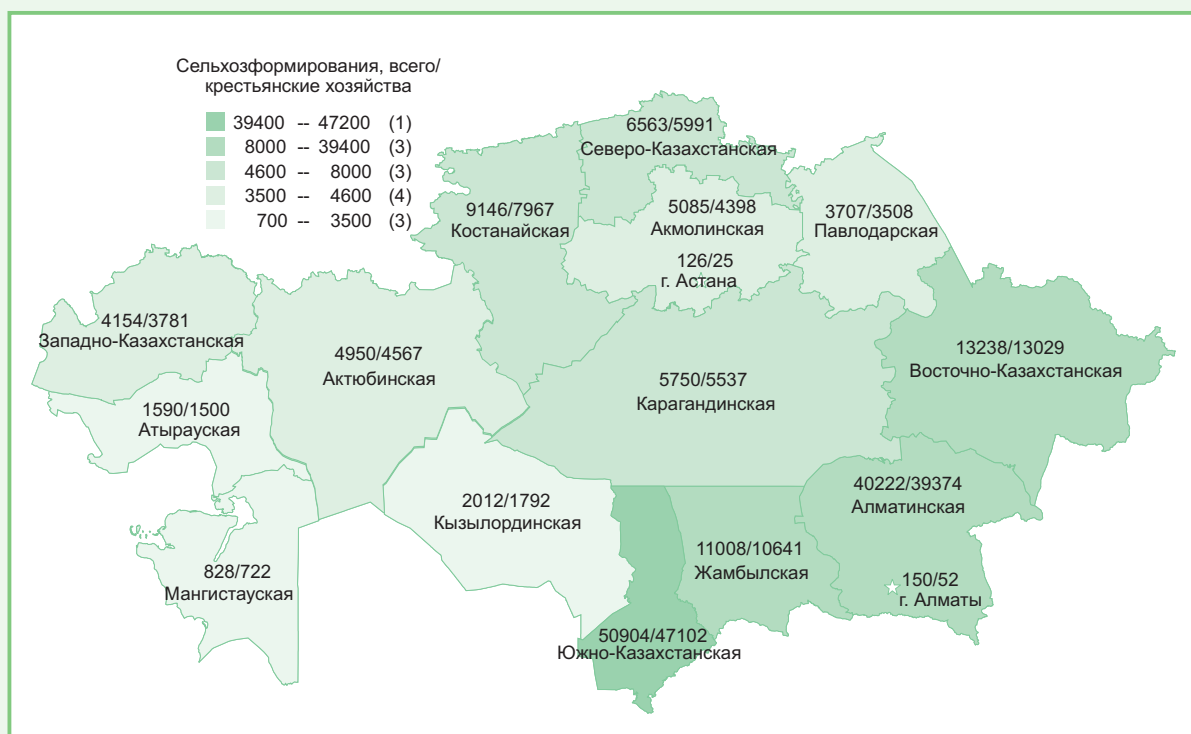 Сельхозформирования, всего/
крестьянские хозяйства
39400 -- 47200 (1)
8000 -- 39400 (3)
4600 -- 8000 (3)
3500 -- 4600 (4)
700 -- 3500 (3)
6563/5991
Северо-Казахстанская
9146/7967
Костанайская
5085/4398
Акмолинская
126/25
г. Астана
3707/3508
Павлодарская
4154/3781
Западно-Казахстанская
4950/4567
Актюбинская
13238/13029
Восточно-Казахстанская
5750/5537
Карагандинская
1590/1500
Атырауская
2012/1792
Кызылординская
40222/39374
Алматинская
11008/10641
Жамбылская
828/722
Мангистауская
150/52
г. Алматы
50904/47102
Южно-Казахстанская